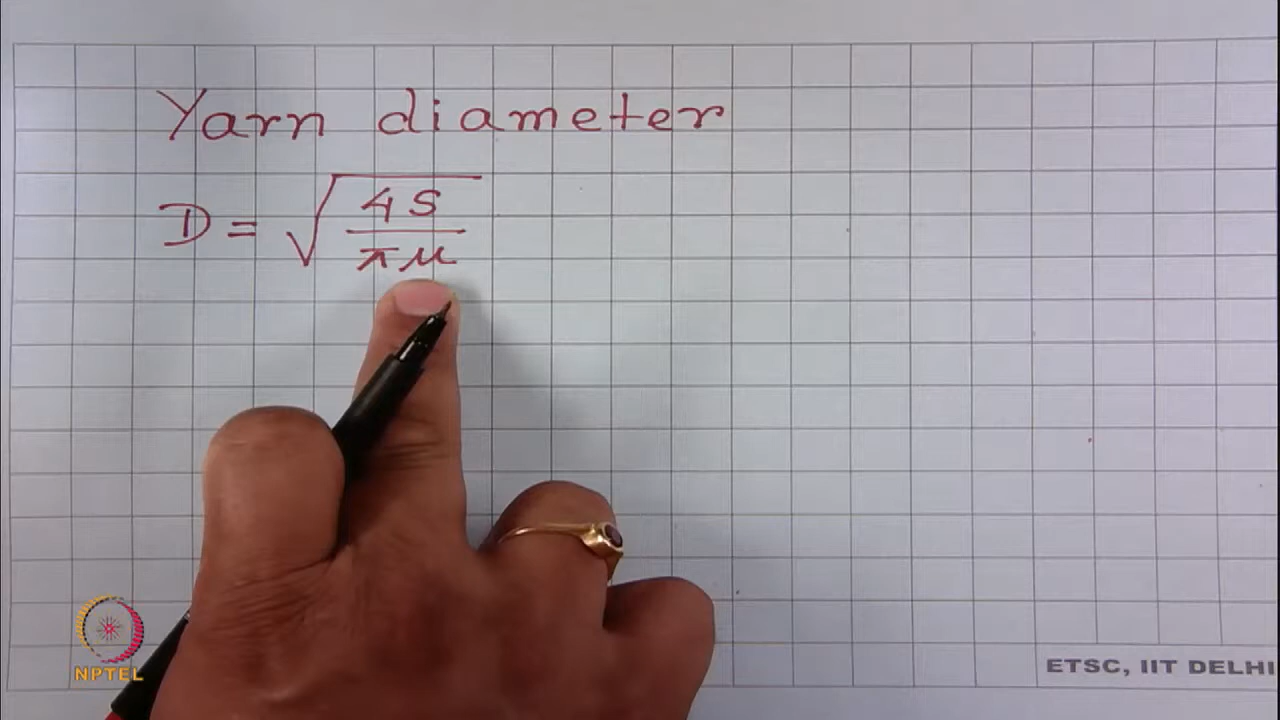 Yarn diameter
D = √(4S / πμ)
NPTEL
ETSC, IIT DELHI